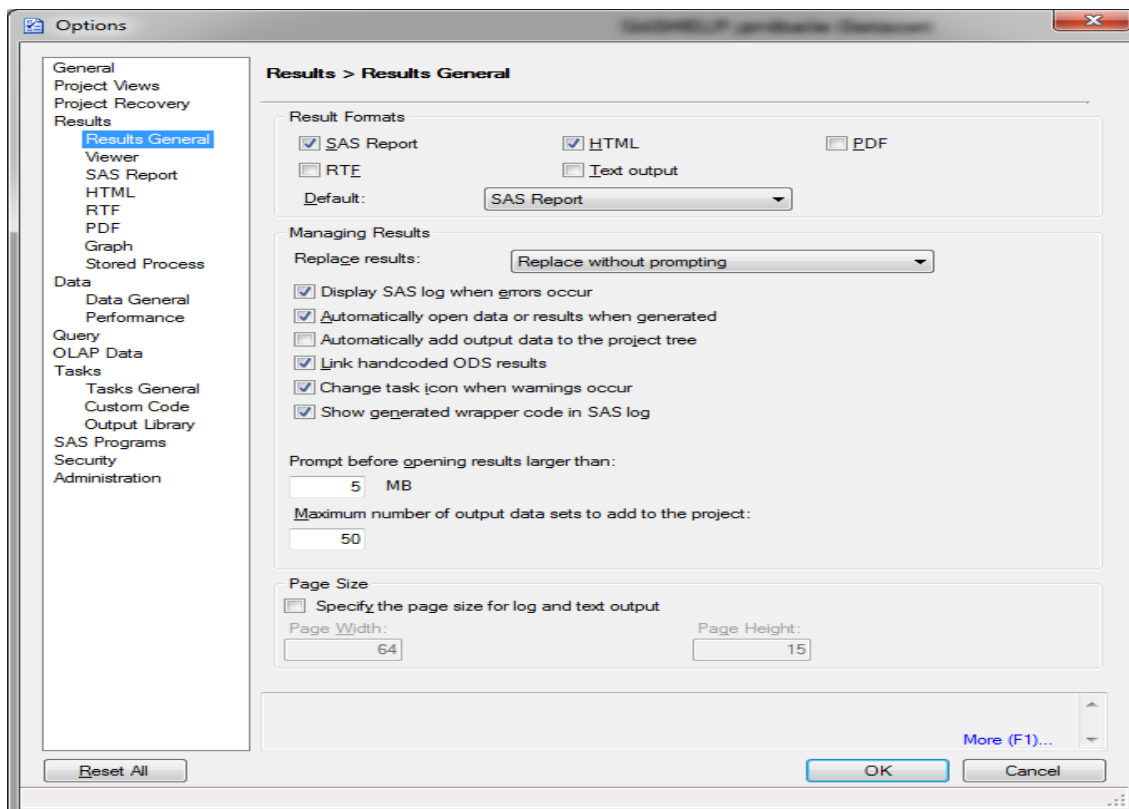 Options
General
Project Views
Project Recovery
Results
Results General
Viewer
SAS Report
HTML
RTF
PDF
Graph
Stored Process
Data
Data General
Performance
Query
OLAP Data
Tasks
Tasks General
Custom Code
Output Library
SAS Programs
Security
Administration
Results > Results General
Result Formats
SAS Report HTML PDF
RTF Text output
Default: SAS Report
Managing Results
Replace results: Replace without prompting
Display SAS log when errors occur
Automatically open data or results when generated
Automatically add output data to the project tree
Link handcoded ODS results
Change task icon when warnings occur
Show generated wrapper code in SAS log
Prompt before opening results larger than:
5 MB
Maximum number of output data sets to add to the project:
50
Page Size
Specify the page size for log and text output
Page Width: Page Height:
64 15
More (F1)...
Reset All OK Cancel